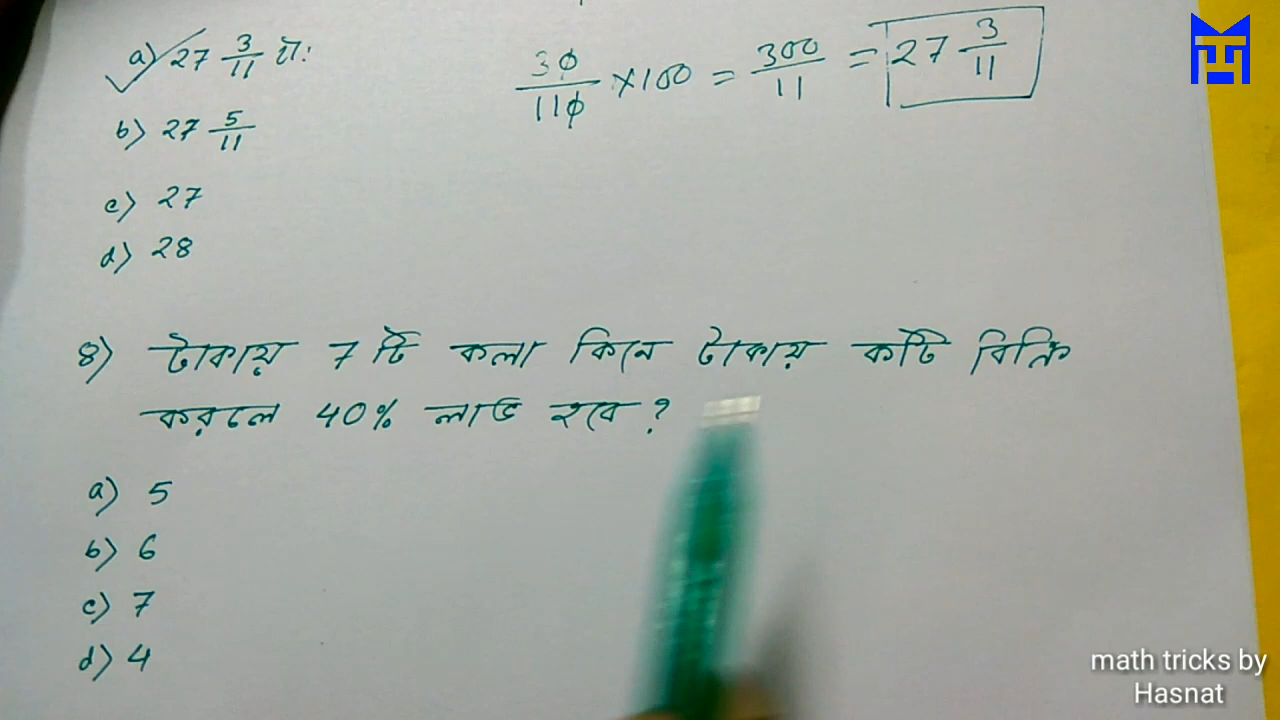 a) 27 3/11 টা:
30/110 × 100 = 300/11 = 27 3/11
b) 27 5/11
c) 27
d) 28
8) টাকায় 7 টি কলা কিনে টাকায় কটি বিক্রি
করলে 40% লাভ হবে?
a) 5
b) 6
c) 7
d) 4
math tricks by
Hasnat